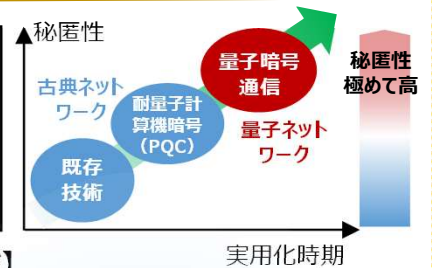 秘匿性
量子暗号
通信
秘匿性
極めて高
古典ネット
ワーク
耐量子計
算機暗号
（PQC）
量子ネット
ワーク
既存
技術
実用化時期
】